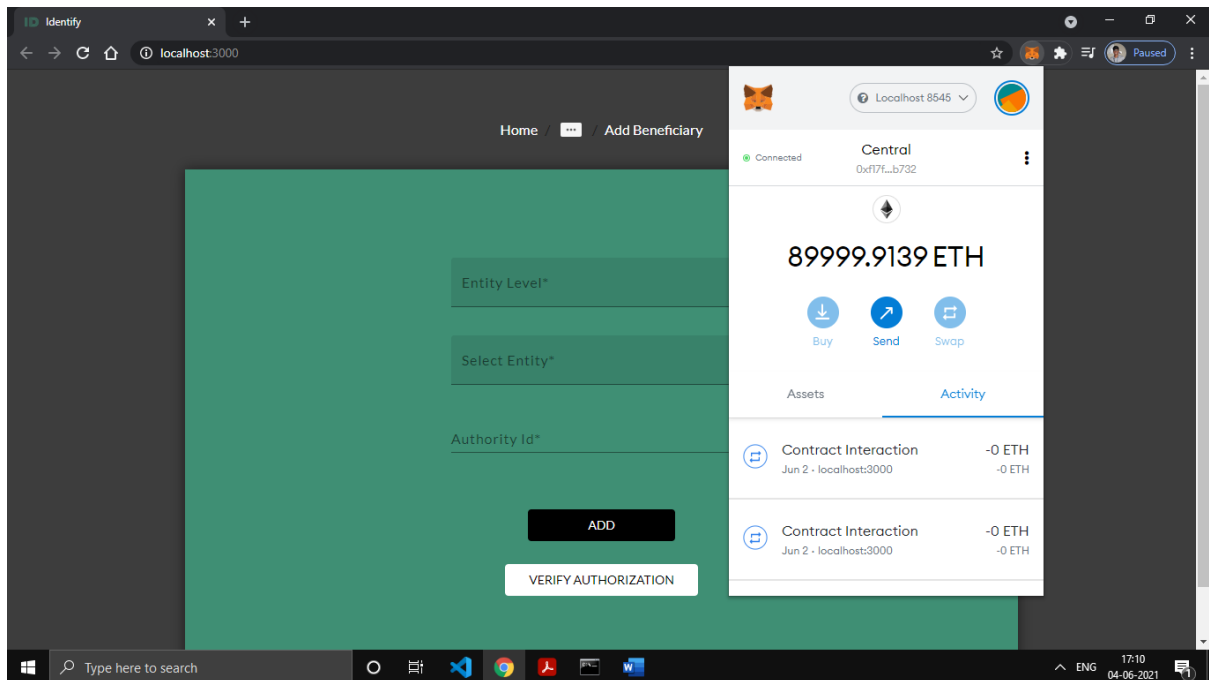 ID Identify
localhost:3000
Paused
Home / ··· / Add Beneficiary
Entity Level*
Select Entity*
Authority Id*
ADD
VERIFY AUTHORIZATION
Localhost 8545
Connected
Central
0xf17f...b732
89999.9139 ETH
Buy Send Swap
Assets Activity
Contract Interaction -0 ETH
Jun 2 · localhost:3000 -0 ETH
Contract Interaction -0 ETH
Jun 2 · localhost:3000 -0 ETH
Type here to search
ENG
17:10
04-06-2021
1